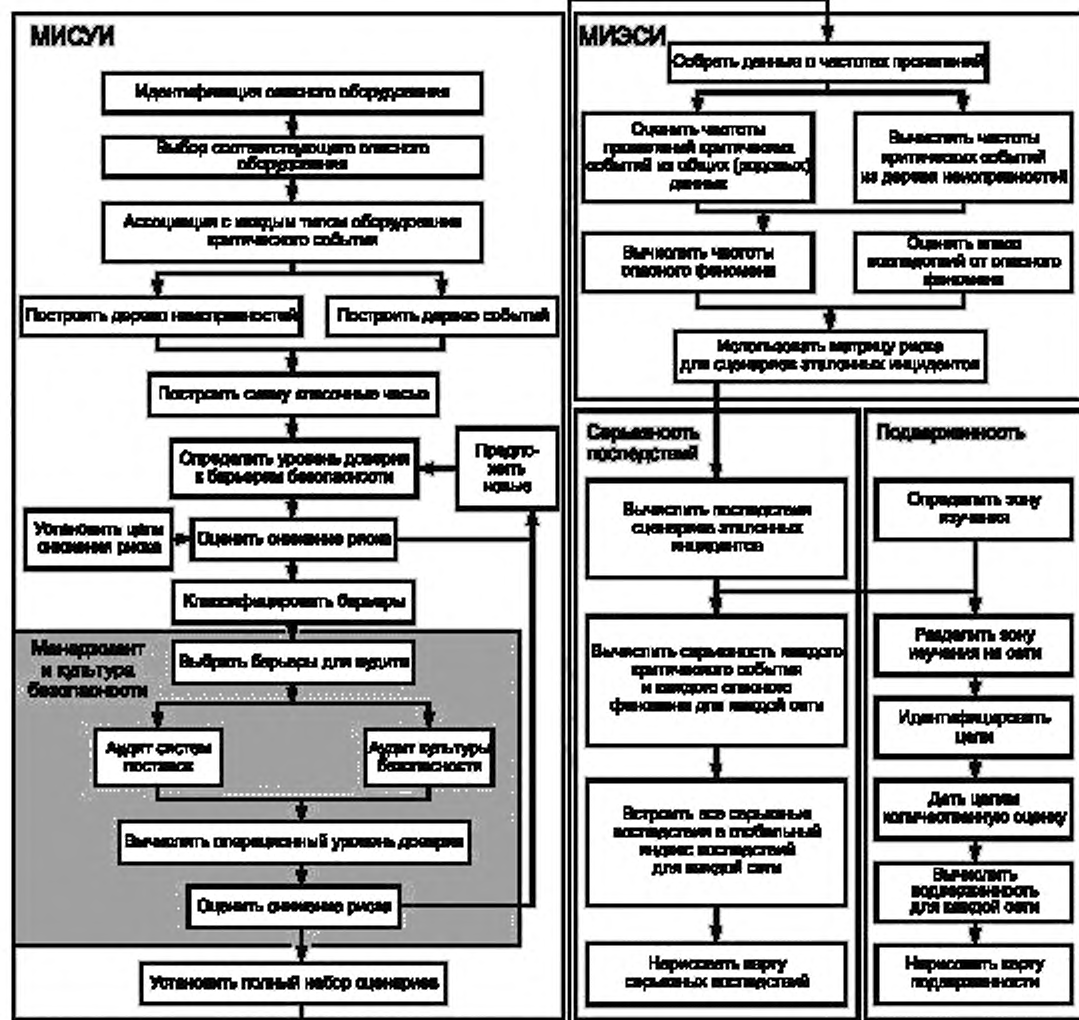 МИСУИ
Идентификация опасного оборудования
Выбор соответствующего опасного
оборудования
Ассоциация с каждым типом оборудования
критического события
Построить дерево неисправностей
Построить дерево событий
Построить схему «песочные часы»
Определить уровень доверия
к барьерам безопасности
Предло-
жить
новые
Установить цели
снижения риска
Оценить снижение риска
Классифицировать барьеры
Менеджмент
и культура
безопасности
Выбрать барьеры для аудита
Аудит систем
поставок
Аудит культуры
безопасности
Вычислять операционный уровень доверия
Оценить снижение риска
Установить полный набор сценариев
МИЭСИ
Собрать данные о частотах проявлений
Оценить частоты
проявлений критических
событий из общих (родовых)
данных
Вычислить частоты
критических событий
из дерева неисправностей
Вычислить частоты
опасного феномена
Оценить класс
последствий от опасного
феномена
Использовать матрицу риска
для сценариев эталонных инцидентов
Серьезность
последствий
Вычислить последствия
сценариев эталонных
инцидентов
Вычислить серьезность каждого
критического события
и каждого опасного
феномена для каждой сети
Встроить все серьезные
последствия в глобальный
индекс последствий
для каждой сети
Нарисовать карту
серьезных последствий
Подверженность
Определить зону
изучения
Разделить зону
изучения на сети
Идентифицировать
цели
Дать целям
количественную оценку
Вычислить
подверженность
для каждой сети
Нарисовать карту
подверженности